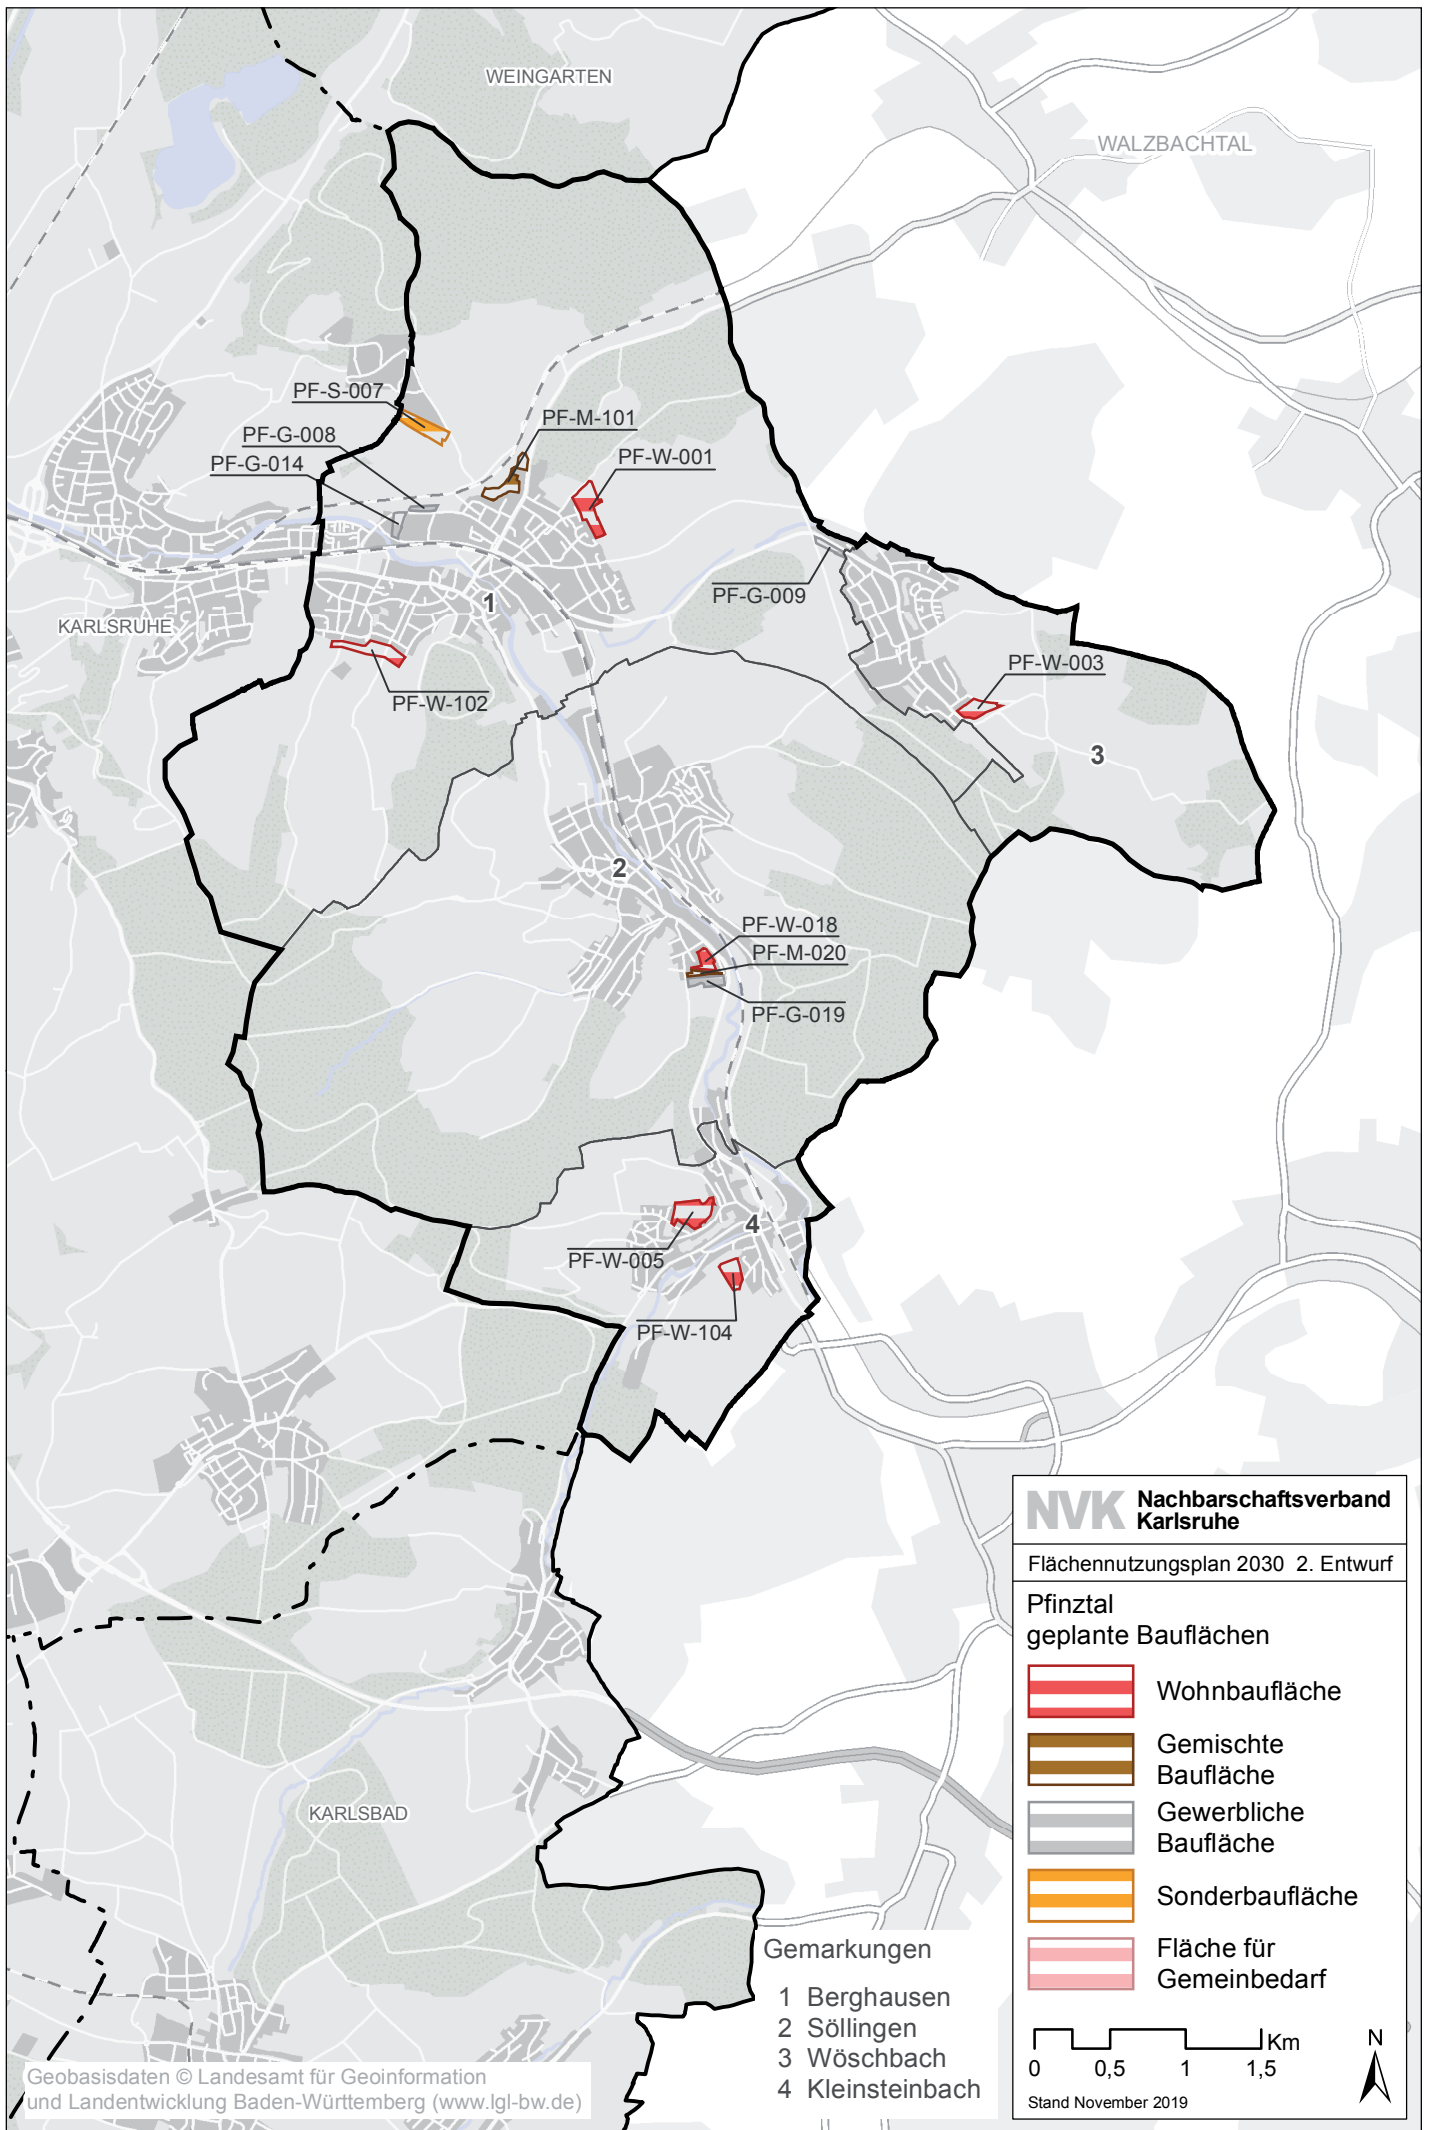 WEINGARTEN
WALZBACHTAL
PF-S-007
PF-M-101
PF-G-008
PF-W-001
PF-G-014
PF-G-009
1
KARLSRUHE
PF-W-003
PF-W-102
3
2
PF-W-018
PF-M-020
PF-G-019
4
PF-W-005
PF-W-104
KARLSBAD
NVK Nachbarschaftsverband
Karlsruhe
Flächennutzungsplan 2030 2. Entwurf
Pfinztal
geplante Bauflächen
Wohnbaufläche
Gemischte
Baufläche
Gewerbliche
Baufläche
Sonderbaufläche
Fläche für
Gemeinbedarf
Km
0 0,5 1 1,5
N
Stand November 2019
Gemarkungen
1 Berghausen
2 Söllingen
3 Wöschbach
4 Kleinsteinbach
Geobasisdaten © Landesamt für Geoinformation
und Landentwicklung Baden-Württemberg (www.lgl-bw.de)